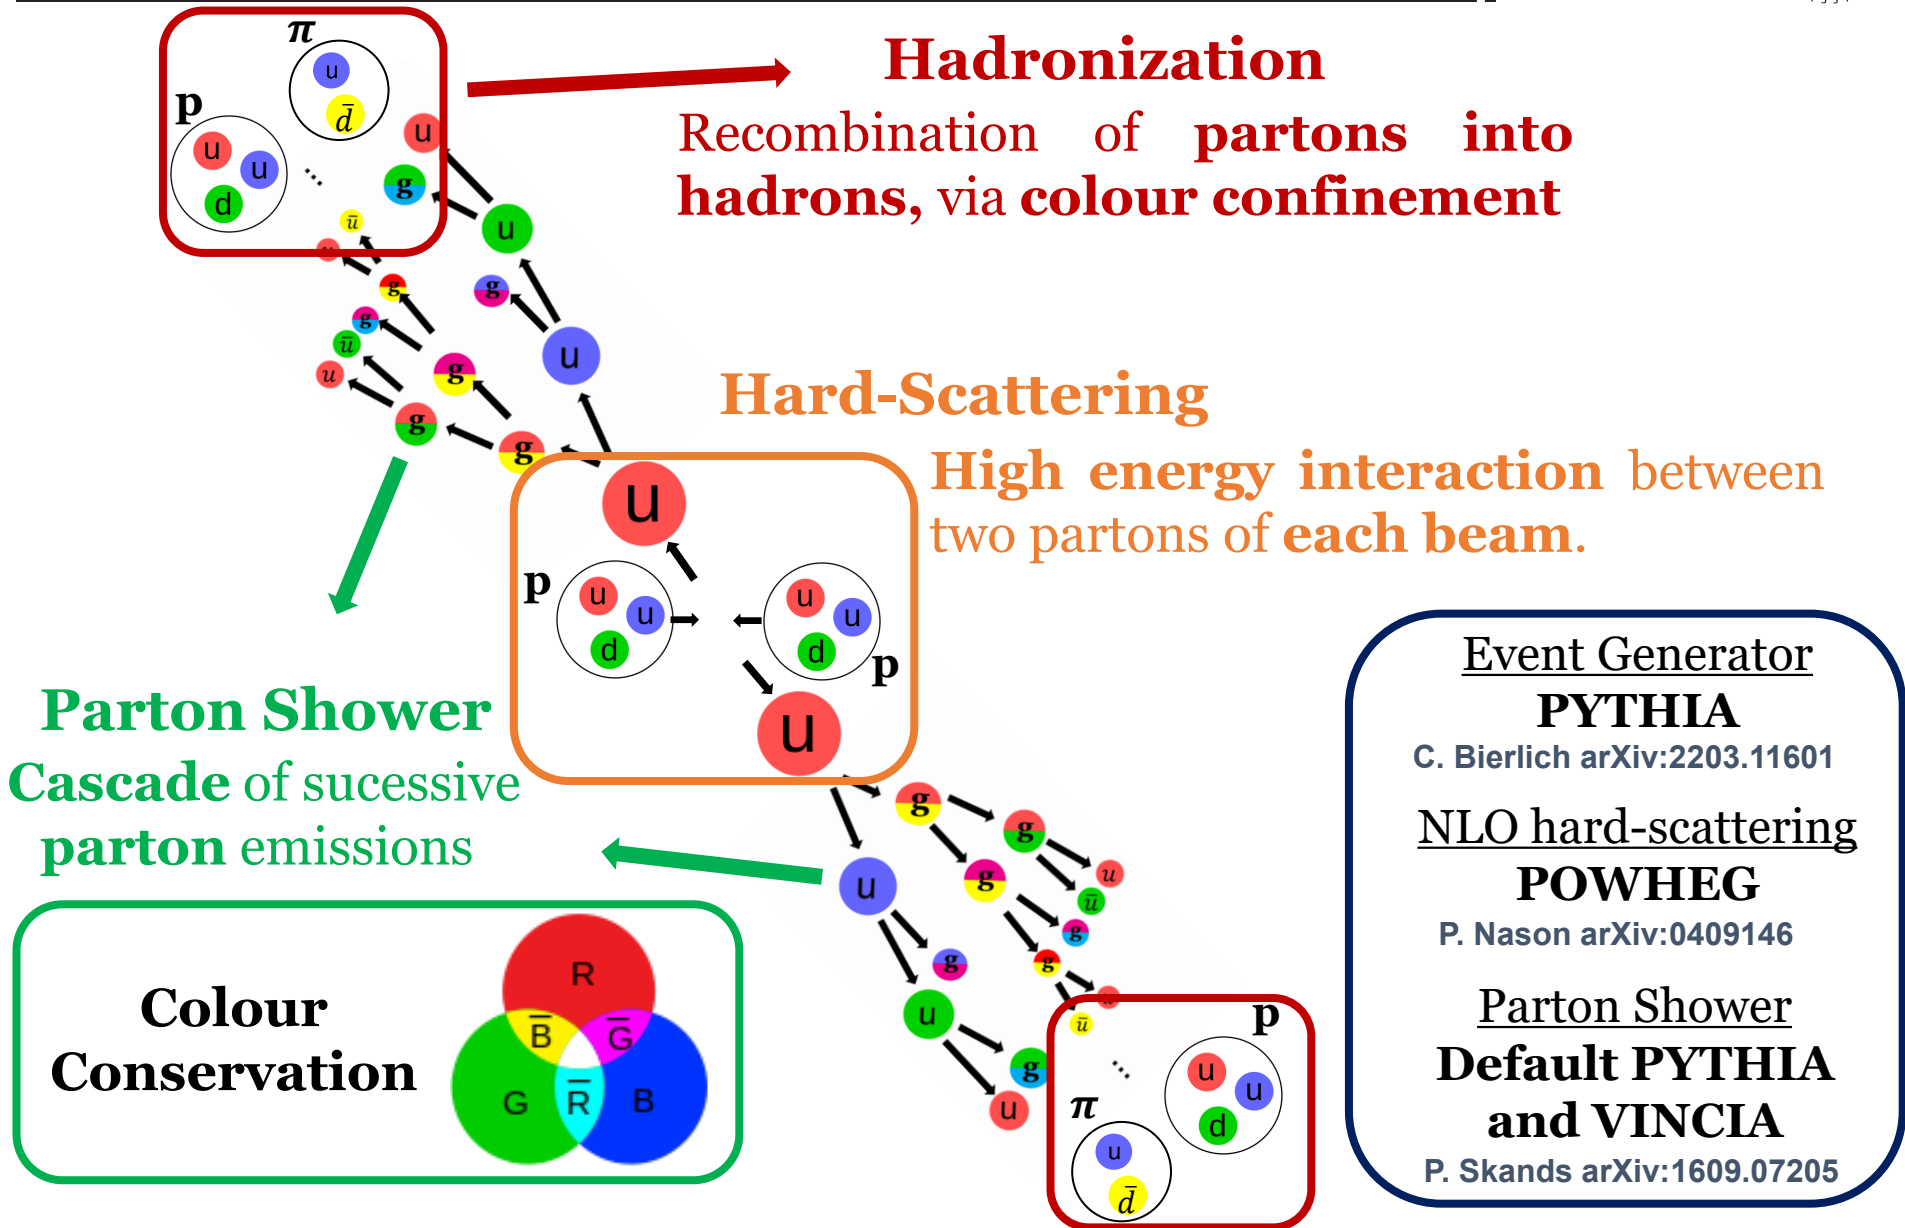 π
u
d̄
p
u
u
d
...
u
g
ū
u
u
g
g
g
u
ū
u
g
g
g
Hadronization
Recombination of partons into
hadrons, via colour confinement
Hard-Scattering
High energy interaction between
two partons of each beam.
u
p
u
u
d
u
u
d
p
u
Parton Shower
Cascade of sucessive
parton emissions
g
g
u
g
u
ū
g
g
g
u
ū
u
g
u
p
...
u
u
d
π
u
d̄
Colour
Conservation
R
B̄
Ḡ
G
R̄
B
Event Generator
PYTHIA
C. Bierlich arXiv:2203.11601
NLO hard-scattering
POWHEG
P. Nason arXiv:0409146
Parton Shower
Default PYTHIA
and VINCIA
P. Skands arXiv:1609.07205